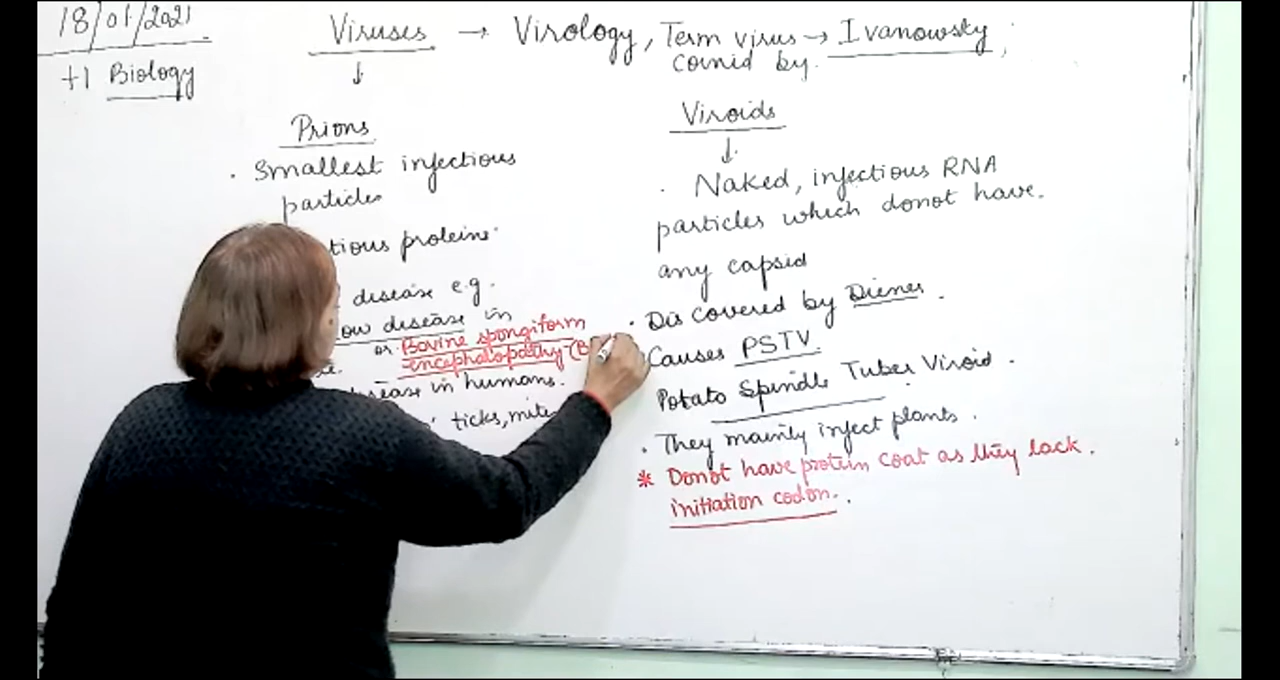 18/01/2021
+1 Biology
Viruses → Virology, Term virus → Ivanowsky,
coinid by.
↓
Prions
. Smallest infectious
particles
tious proteins.
disease e.g.
ow disease in
or Bovine spongiform
encephalopathy (B
disease in humans.
ticks, mite
Viroids
↓
. Naked, infectious RNA
particles which donot have.
any capsid
. Discovered by Diener.
Causes PSTV.
Potato Spindle Tuber Viroid.
. They mainly infect plants.
* Donot have protein coat as they lack.
initiation codon..